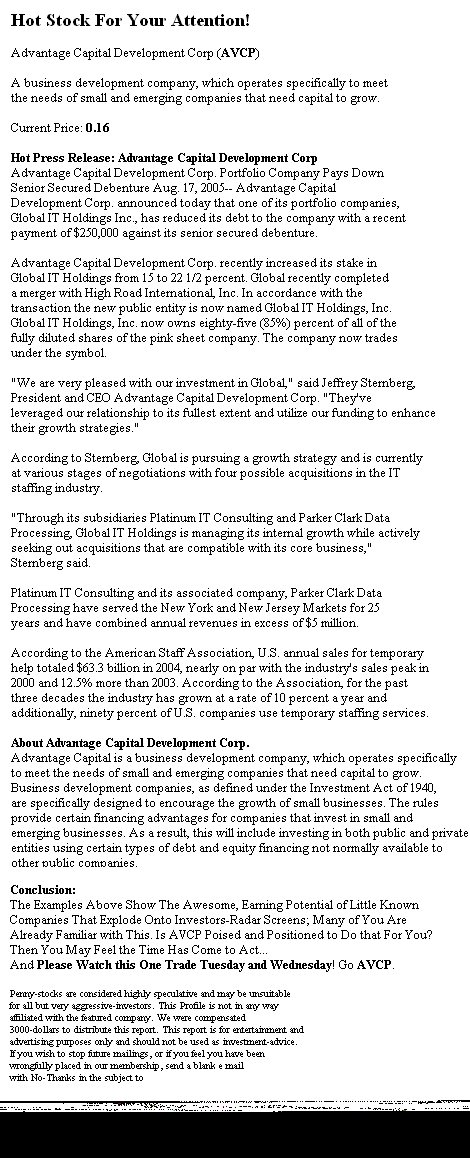 Hot Stock For Your Attention!
Advantage Capital Development Corp (AVCP)
A business development company, which operates specifically to meet
the needs of small and emerging companies that need capital to grow.
Current Price: 0.16
Hot Press Release: Advantage Capital Development Corp
Advantage Capital Development Corp. Portfolio Company Pays Down
Senior Secured Debenture Aug. 17, 2005-- Advantage Capital
Development Corp. announced today that one of its portfolio companies,
Global IT Holdings Inc., has reduced its debt to the company with a recent
payment of $250,000 against its senior secured debenture.
Advantage Capital Development Corp. recently increased its stake in
Global IT Holdings from 15 to 22 1/2 percent. Global recently completed
a merger with High Road International, Inc. In accordance with the
transaction the new public entity is now named Global IT Holdings, Inc.
Global IT Holdings, Inc. now owns eighty-five (85%) percent of all of the
fully diluted shares of the pink sheet company. The company now trades
under the symbol.
"We are very pleased with our investment in Global," said Jeffrey Sternberg,
President and CEO Advantage Capital Development Corp. "They've
leveraged our relationship to its fullest extent and utilize our funding to enhance
their growth strategies."
According to Sternberg, Global is pursuing a growth strategy and is currently
at various stages of negotiations with four possible acquisitions in the IT
staffing industry.
"Through its subsidiaries Platinum IT Consulting and Parker Clark Data
Processing, Global IT Holdings is managing its internal growth while actively
seeking out acquisitions that are compatible with its core business,"
Sternberg said.
Platinum IT Consulting and its associated company, Parker Clark Data
Processing have served the New York and New Jersey Markets for 25
years and have combined annual revenues in excess of $5 million.
According to the American Staff Association, U.S. annual sales for temporary
help totaled $63.3 billion in 2004, nearly on par with the industry's sales peak in
2000 and 12.5% more than 2003. According to the Association, for the past
three decades the industry has grown at a rate of 10 percent a year and
additionally, ninety percent of U.S. companies use temporary staffing services.
About Advantage Capital Development Corp.
Advantage Capital is a business development company, which operates specifically
to meet the needs of small and emerging companies that need capital to grow.
Business development companies, as defined under the Investment Act of 1940,
are specifically designed to encourage the growth of small businesses. The rules
provide certain financing advantages for companies that invest in small and
emerging businesses. As a result, this will include investing in both public and private
entities using certain types of debt and equity financing not normally available to
other public companies.
Conclusion:
The Examples Above Show The Awesome, Earning Potential of Little Known
Companies That Explode Onto Investors-Radar Screens; Many of You Are
Already Familiar with This. Is AVCP Poised and Positioned to Do that For You?
Then You May Feel the Time Has Come to Act...
And Please Watch this One Trade Tuesday and Wednesday! Go AVCP.
Penny-stocks are considered highly speculative and may be unsuitable
for all but very aggressive-investors. This Profile is not in any way
affiliated with the featured company. We were compensated
3000-dollars to distribute this report. This report is for entertainment and
advertising purposes only and should not be used as investment-advice.
If you wish to stop future mailings, or if you feel you have been
wrongfully placed in our membership, send a blank e mail
with No-Thanks in the subject to